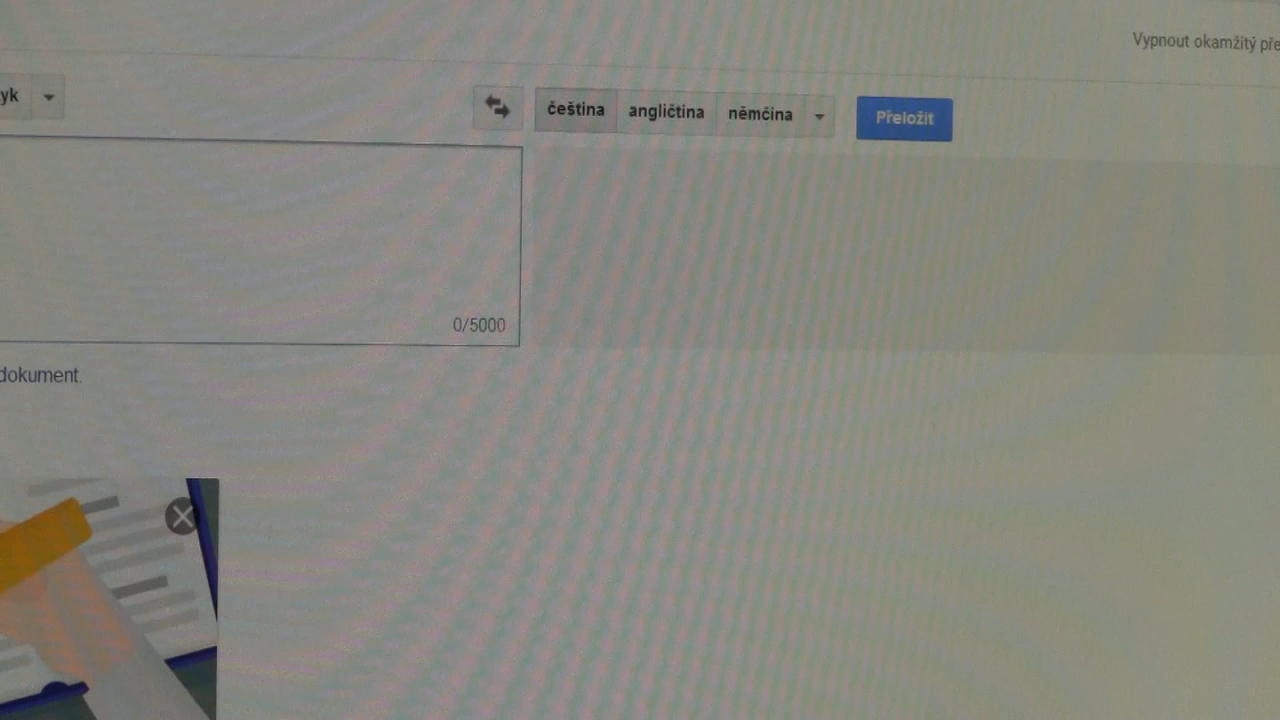 Vypnout okamžitý pře
yk
čeština angličtina němčina Přeložit
0/5000
dokument.